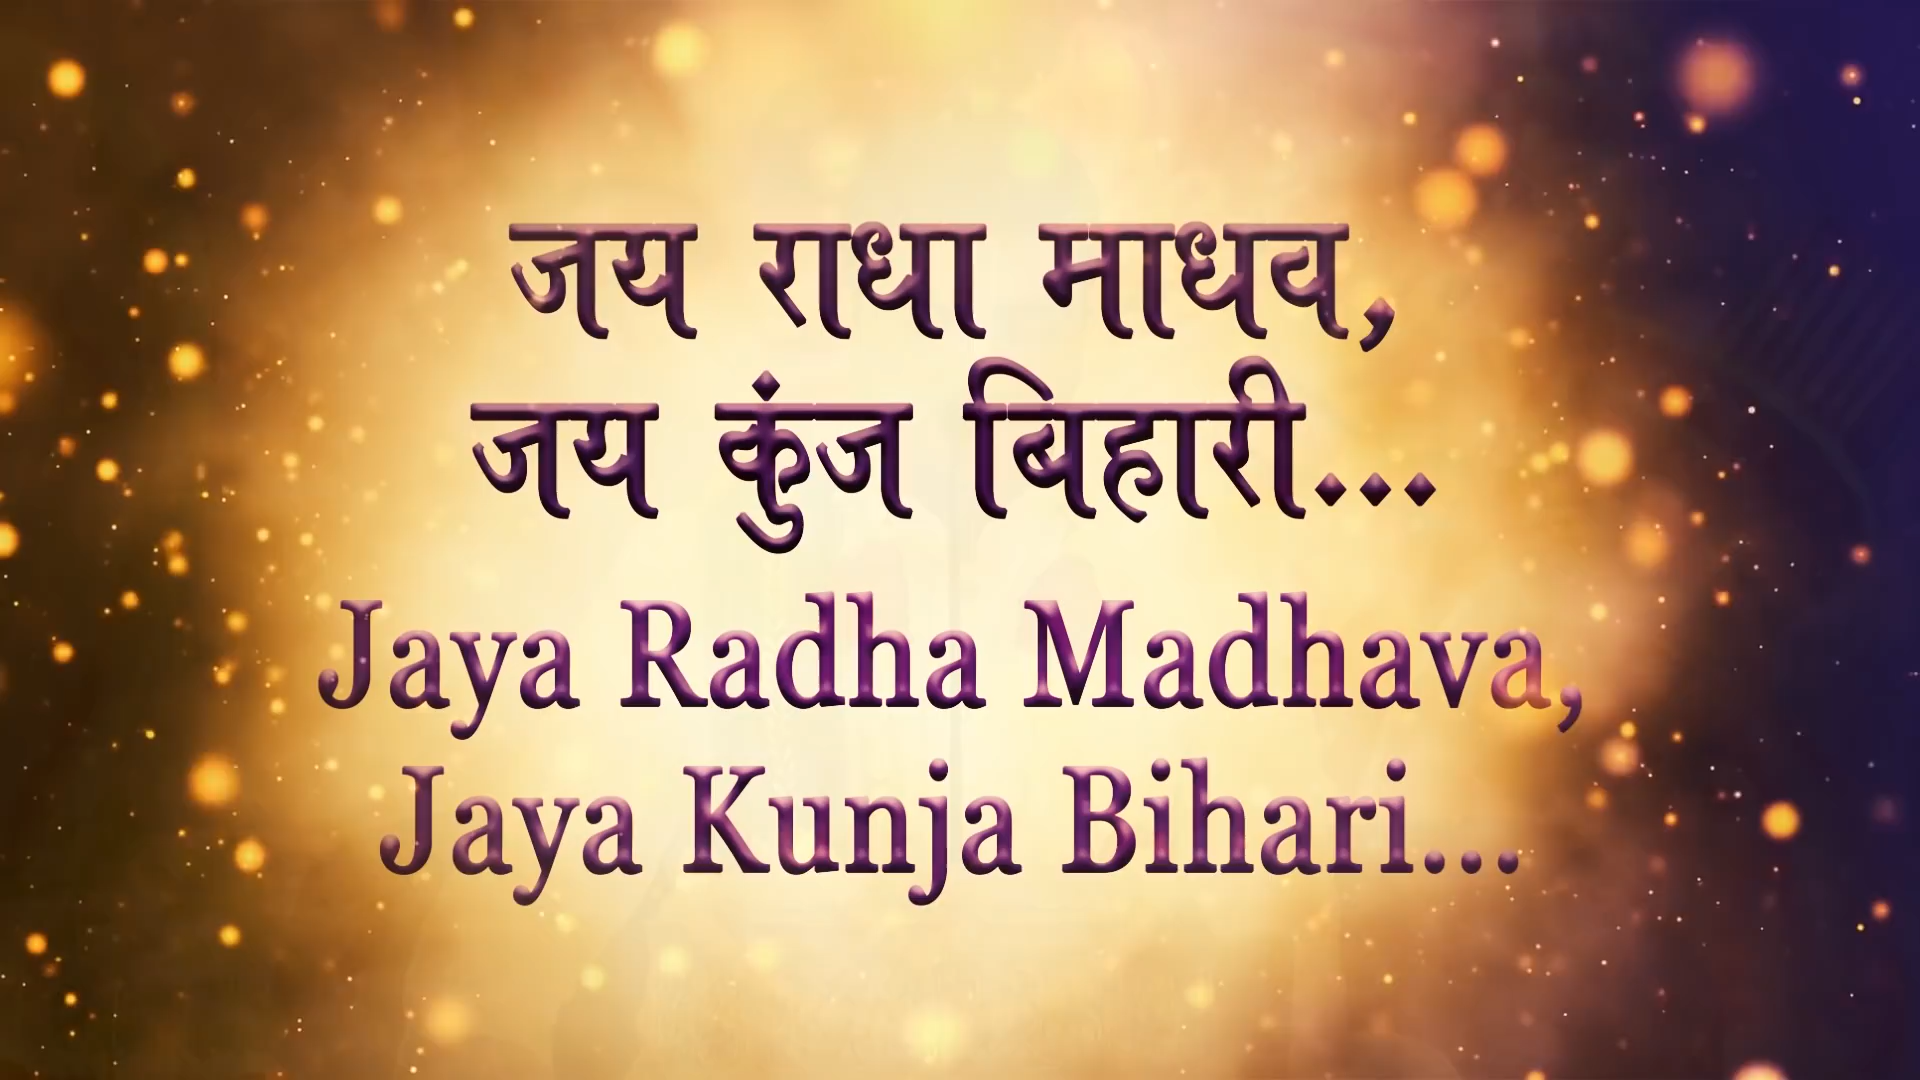 जय राधा माधव,
जय कुंज बिहारी...
Jaya Radha Madhava,
Jaya Kunja Bihari...